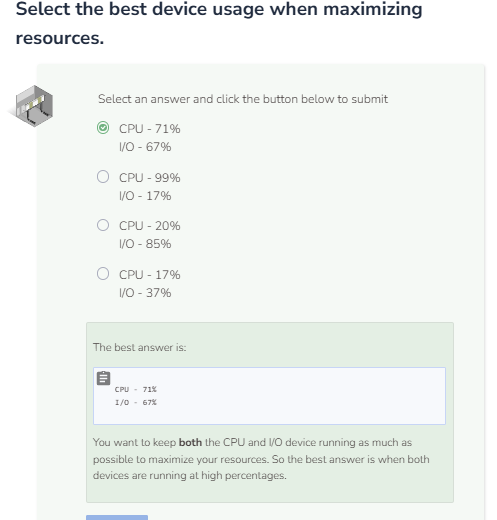 Select the best device usage when maximizing
resources.
Select an answer and click the button below to submit
CPU - 71%
I/O - 67%
CPU - 99%
I/O - 17%
CPU - 20%
I/O - 85%
CPU - 17%
I/O - 37%
The best answer is:
CPU - 71%
I/O - 67%
You want to keep both the CPU and I/O device running as much as
possible to maximize your resources. So the best answer is when both
devices are running at high percentages.